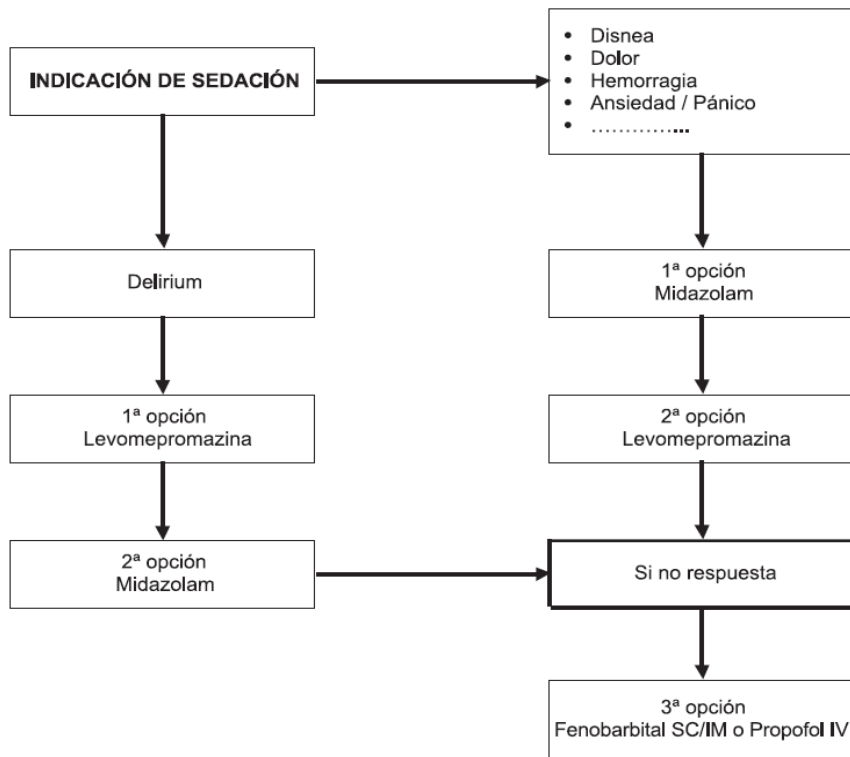 INDICACIÓN DE SEDACIÓN
• Disnea
• Dolor
• Hemorragia
• Ansiedad / Pánico
• ................
Delirium
1ª opción
Midazolam
1ª opción
Levomepromazina
2ª opción
Levomepromazina
2ª opción
Midazolam
Si no respuesta
3ª opción
Fenobarbital SC/IM o Propofol IV